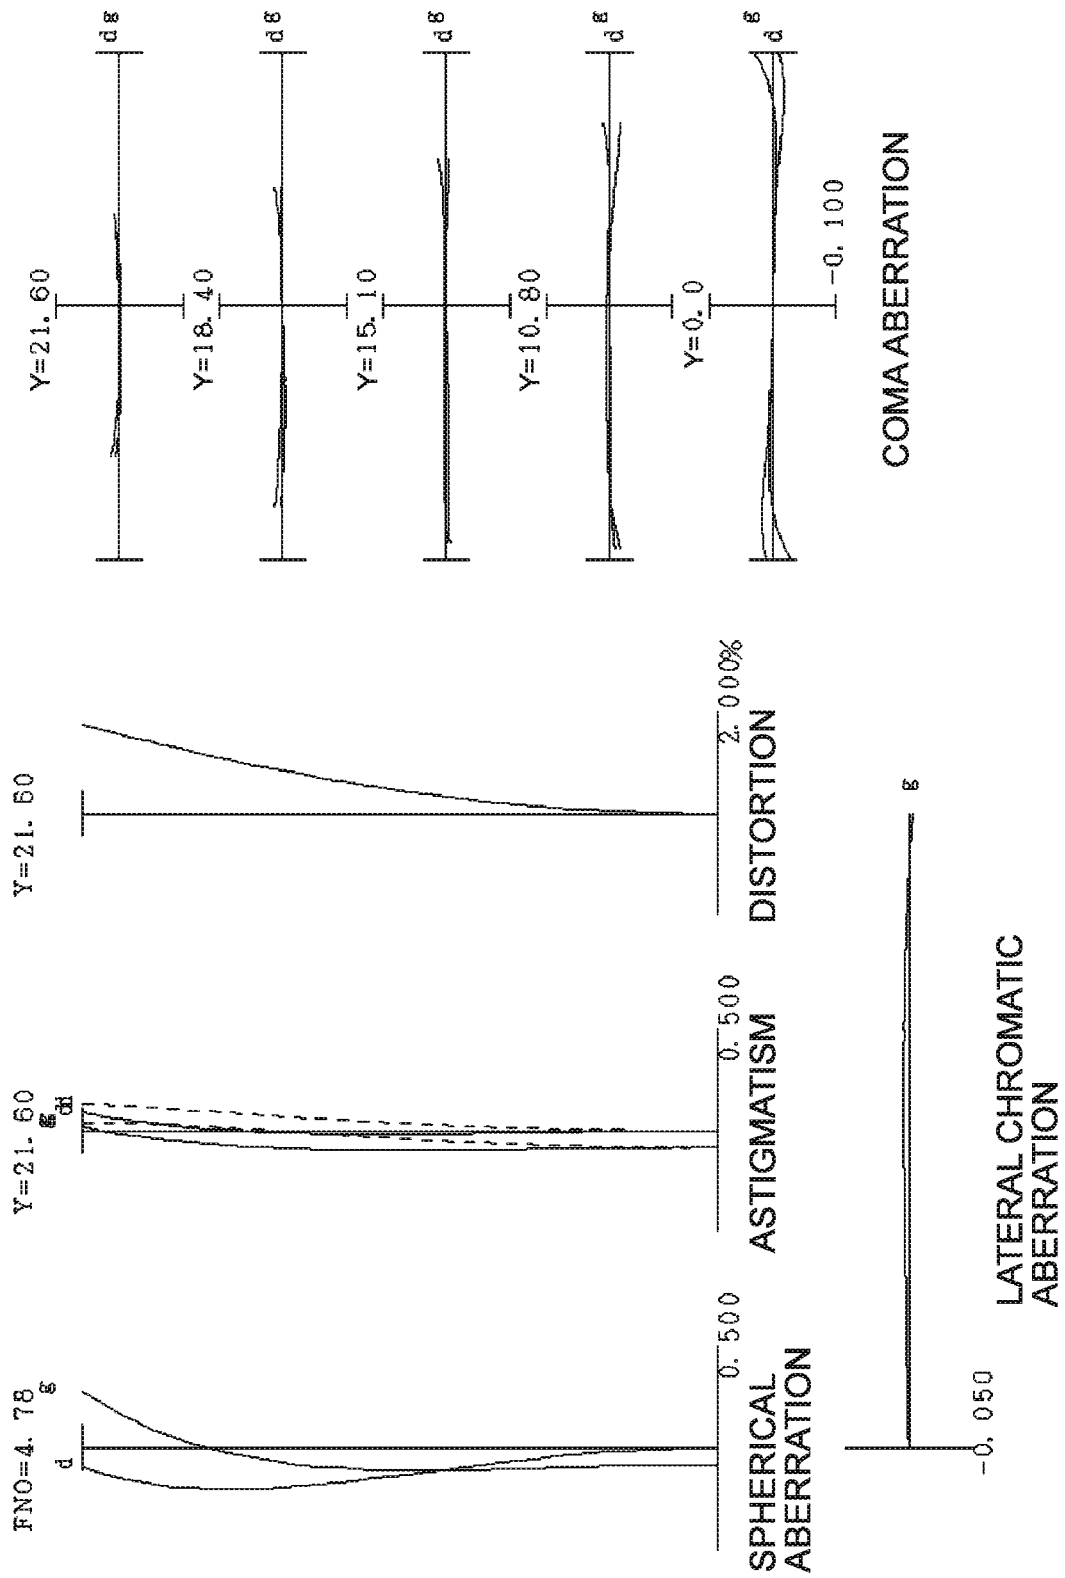 FNO=4.78
d
g
0.500
SPHERICAL
ABERRATION
Y=21.60
g
dd
0.500
ASTIGMATISM
Y=21.60
2.000%
DISTORTION
Y=21.60
d g
Y=18.40
d g
Y=15.10
d g
Y=10.80
d g
Y=0.0
d g
-0.100
COMA ABERRATION
g
-0.050
LATERAL CHROMATIC
ABERRATION